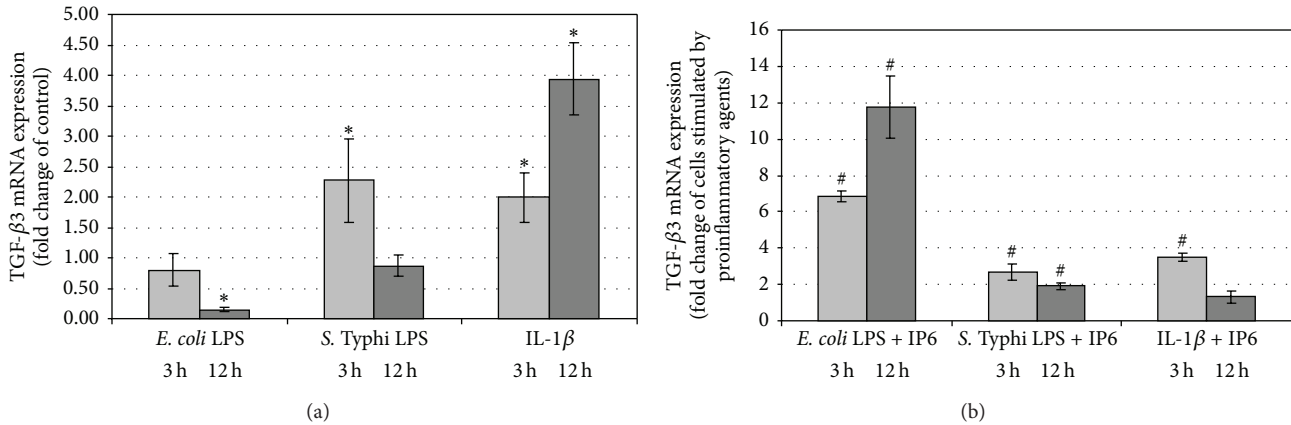 TGF-β3 mRNA expression
(fold change of control)
5.00
4.50
4.00
3.50
3.00
2.50
2.00
1.50
1.00
0.50
0.00
*
*
*
*
E. coli LPS
S. Typhi LPS
IL-1β
3 h 12 h
3 h 12 h
3 h 12 h
(a)
TGF-β3 mRNA expression
(fold change of cells stimulated by
proinflammatory agents)
16
14
12
10
8
6
4
2
0
#
#
#
#
#
E. coli LPS + IP6
S. Typhi LPS + IP6
IL-1β + IP6
3 h 12 h
3 h 12 h
3 h 12 h
(b)